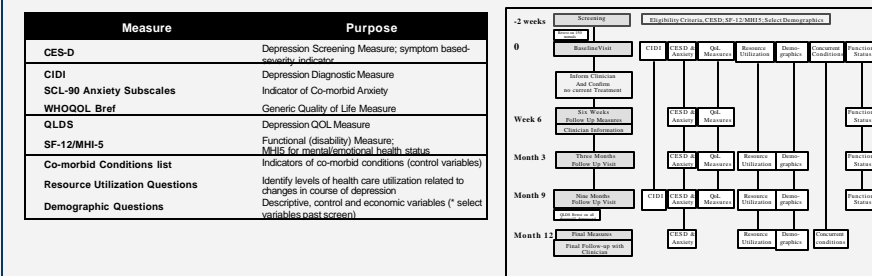 Measure Purpose
CES-D Depression Screening Measure; symptom based-
severity indicator
CIDI Depression Diagnostic Measure
SCL-90 Anxiety Subscales Indicator of Co-morbid Anxiety
WHOQOL Bref Generic Quality of Life Measure
QLDS Depression QOL Measure
SF-12/MHI-5 Functional (disability) Measure;
MHI5 for mental/emotional health status
Co-morbid Conditions list Indicators of co-morbid conditions (control variables)
Resource Utilization Questions Identify levels of health care utilization related to
changes in course of depression
Demographic Questions Descriptive, control and economic variables (* select
variables past screen)
-2 weeks Screening Eligibility Criteria, CESD; SF-12/MHI5; Select Demographics
0 Baseline Visit CIDI CESD & Anxiety QoL Measures Resource Utilization Demo-graphics Concurrent Conditions Function Status
Inform Clinician
And Confirm
no current Treatment
Week 6 Six Weeks Follow Up Measures CESD & Anxiety QoL Measures Function Status
Clinician Information
Month 3 Three Months Follow Up Visit CESD & Anxiety QoL Measures Resource Utilization Demo-graphics Function Status
Month 9 Nine Months Follow Up Visit CIDI CESD & Anxiety QoL Measures Resource Utilization Demo-graphics Function Status
Month 12 Final Measures CESD & Anxiety Resource Utilization Demo-graphics Concurrent conditions
Final Follow-up with
Clinician